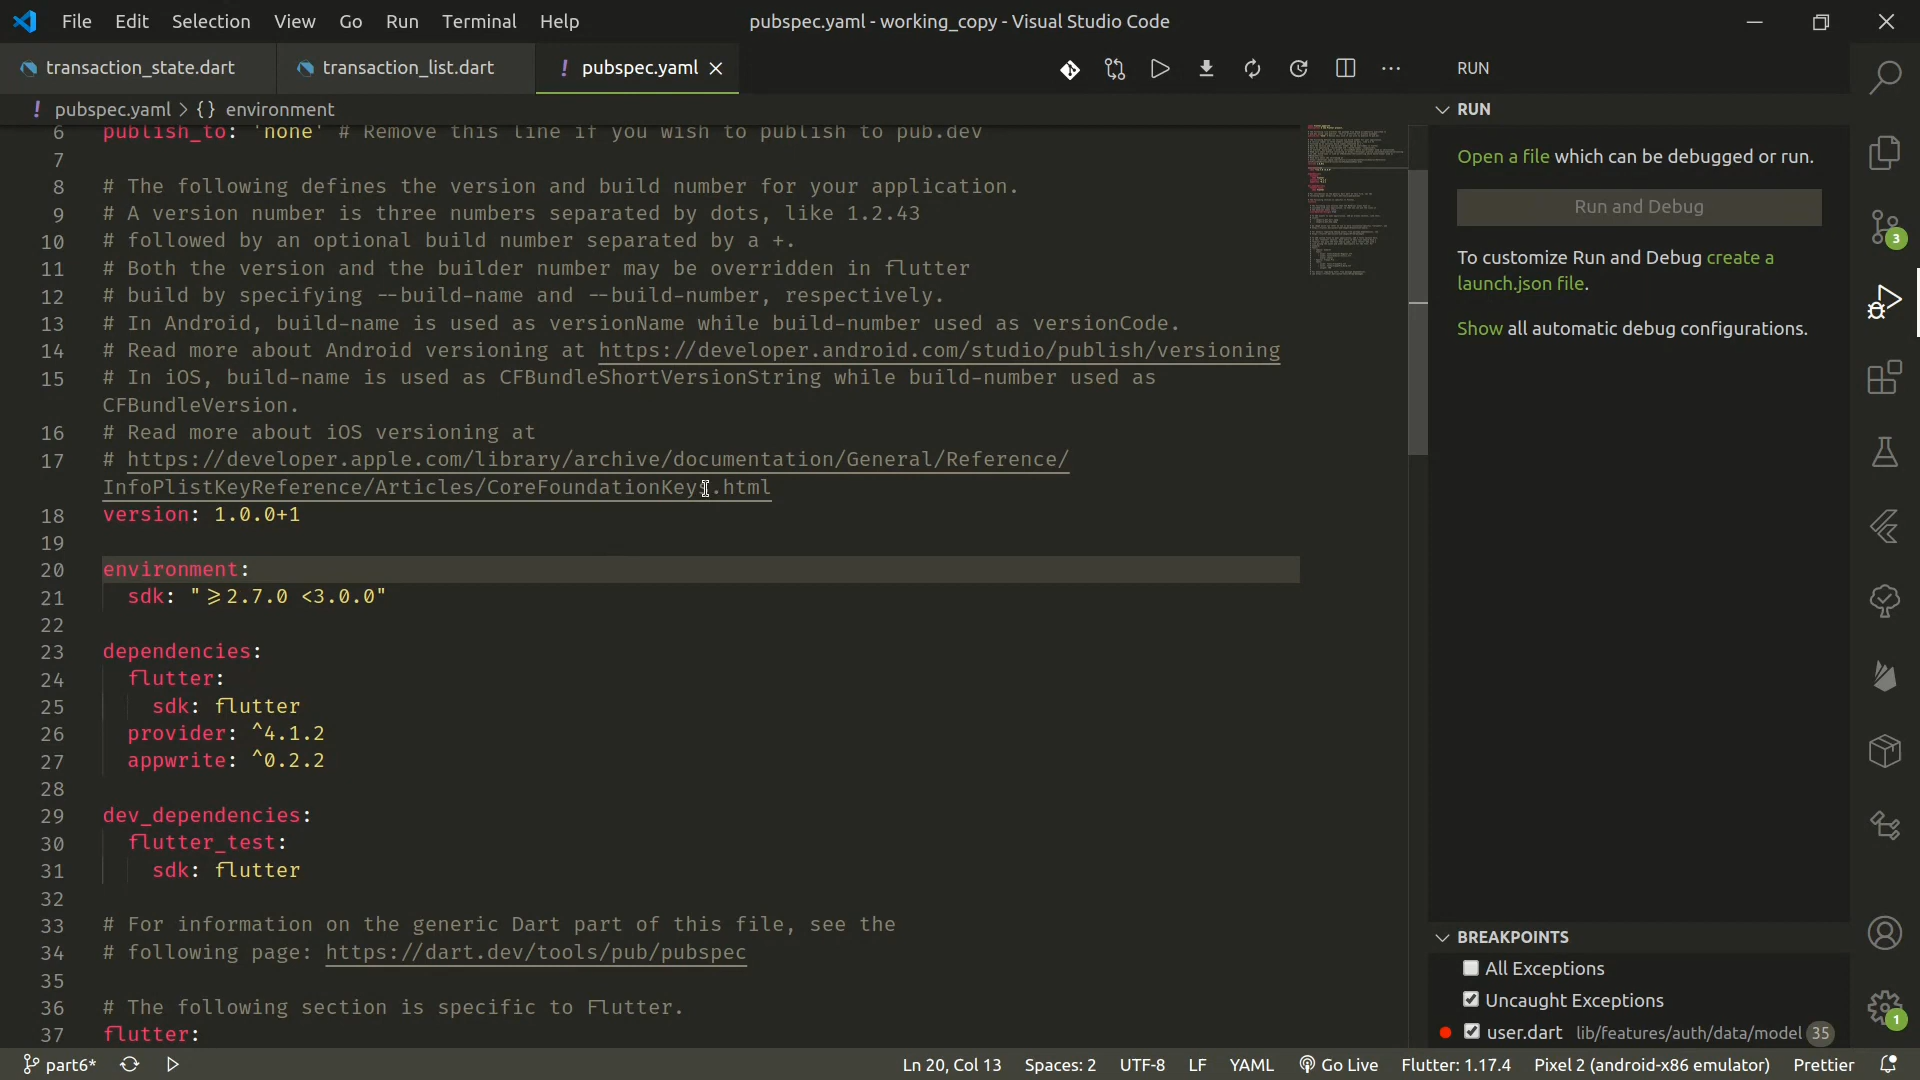 File Edit Selection View Go Run Terminal Help
pubspec.yaml - working_copy - Visual Studio Code
transaction_state.dart
transaction_list.dart
! pubspec.yaml
RUN
! pubspec.yaml > {} environment
RUN
6 publish_to: 'none' # Remove this line if you wish to publish to pub.dev
7
8 # The following defines the version and build number for your application.
9 # A version number is three numbers separated by dots, like 1.2.43
10 # followed by an optional build number separated by a +.
11 # Both the version and the builder number may be overridden in flutter
12 # build by specifying --build-name and --build-number, respectively.
13 # In Android, build-name is used as versionName while build-number used as versionCode.
14 # Read more about Android versioning at https://developer.android.com/studio/publish/versioning
15 # In iOS, build-name is used as CFBundleShortVersionString while build-number used as
CFBundleVersion.
16 # Read more about iOS versioning at
17 # https://developer.apple.com/library/archive/documentation/General/Reference/
InfoPlistKeyReference/Articles/CoreFoundationKeys.html
18 version: 1.0.0+1
19
20 environment:
21 sdk: ">=2.7.0 <3.0.0"
22
23 dependencies:
24 flutter:
25 sdk: flutter
26 provider: ^4.1.2
27 appwrite: ^0.2.2
28
29 dev_dependencies:
30 flutter_test:
31 sdk: flutter
32
33 # For information on the generic Dart part of this file, see the
34 # following page: https://dart.dev/tools/pub/pubspec
35
36 # The following section is specific to Flutter.
37 flutter:
Open a file which can be debugged or run.
Run and Debug
To customize Run and Debug create a
launch.json file.
Show all automatic debug configurations.
3
BREAKPOINTS
All Exceptions
Uncaught Exceptions
user.dart lib/features/auth/data/model 35
1
part6* Ln 20, Col 13 Spaces: 2 UTF-8 LF YAML Go Live Flutter: 1.17.4 Pixel 2 (android-x86 emulator) Prettier